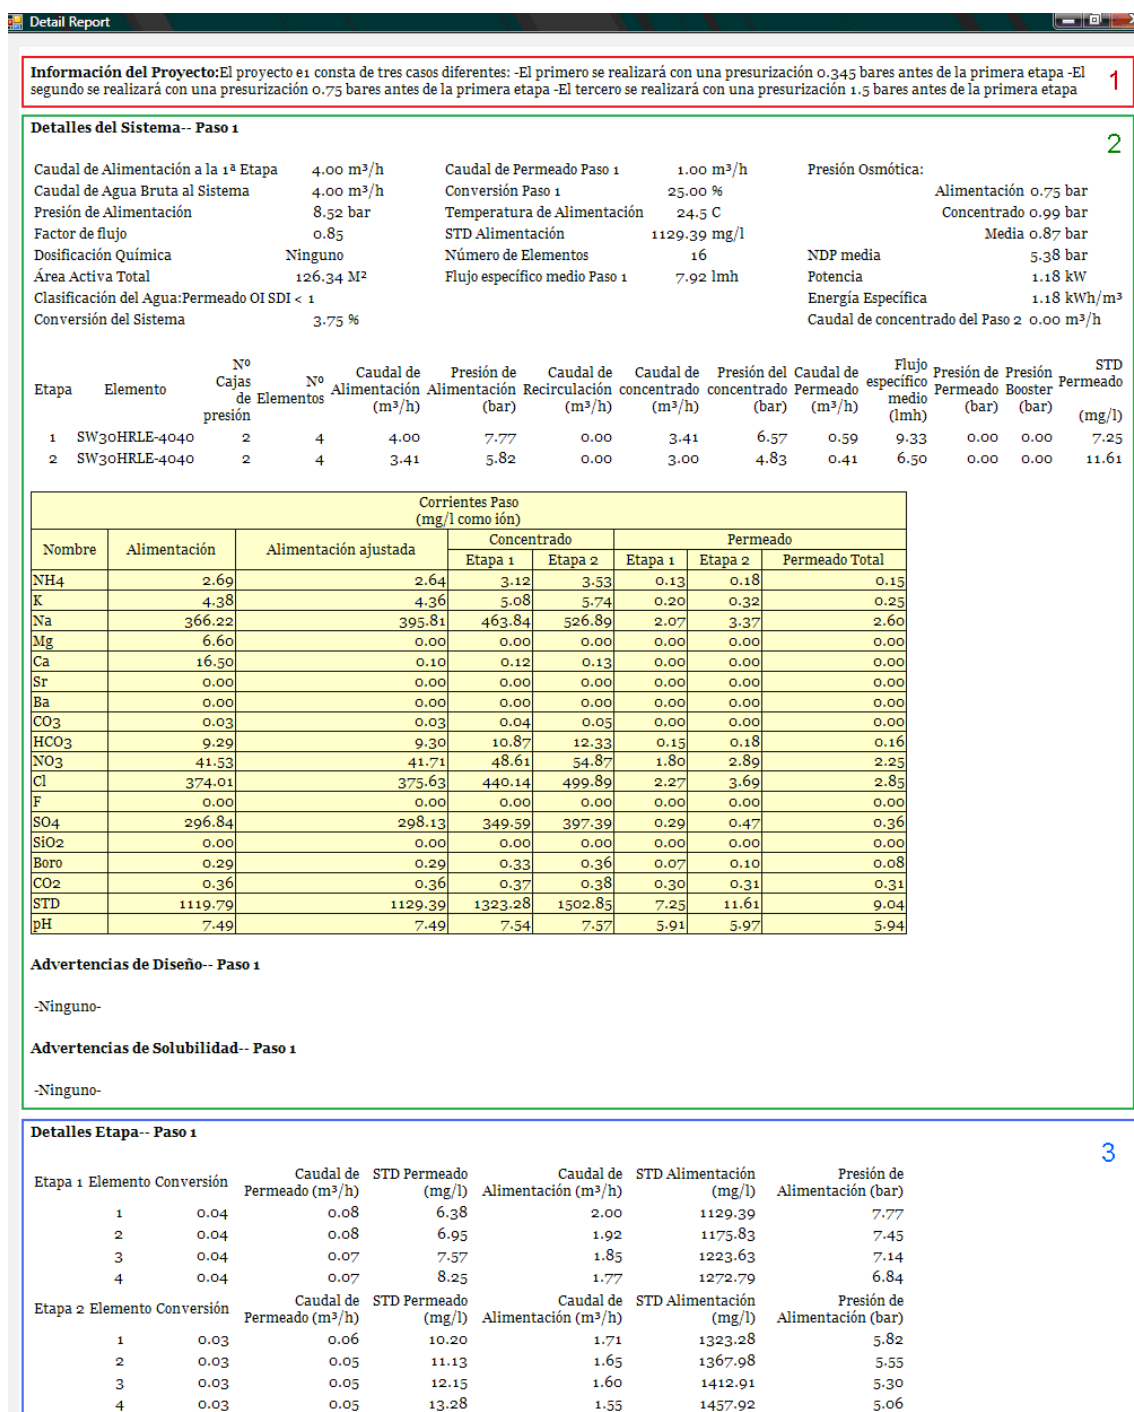 Detail Report
Información del Proyecto:El proyecto e1 consta de tres casos diferentes: -El primero se realizará con una presurización 0.345 bares antes de la primera etapa -El
segundo se realizará con una presurización 0.75 bares antes de la primera etapa -El tercero se realizará con una presurización 1.5 bares antes de la primera etapa
1
Detalles del Sistema-- Paso 1
2
Caudal de Alimentación a la 1ª Etapa 4.00 m³/h Caudal de Permeado Paso 1 1.00 m³/h Presión Osmótica:
Caudal de Agua Bruta al Sistema 4.00 m³/h Conversión Paso 1 25.00 % Alimentación 0.75 bar
Presión de Alimentación 8.52 bar Temperatura de Alimentación 24.5 C Concentrado 0.99 bar
Factor de flujo 0.85 STD Alimentación 1129.39 mg/l Media 0.87 bar
Dosificación Química Ninguno Número de Elementos 16 NDP media 5.38 bar
Área Activa Total 126.34 M² Flujo específico medio Paso 1 7.92 lmh Potencia 1.18 kW
Clasificación del Agua:Permeado OI SDI < 1 Energía Específica 1.18 kWh/m³
Conversión del Sistema 3.75 % Caudal de concentrado del Paso 2 0.00 m³/h
Etapa Elemento Nº Cajas de presión Nº Elementos Caudal de Alimentación (m³/h) Presión de Alimentación (bar) Caudal de Recirculación (m³/h) Caudal de concentrado (m³/h) Presión del concentrado (bar) Caudal de Permeado (m³/h) Flujo específico medio (lmh) Presión de Permeado (bar) Presión Booster (bar) STD Permeado (mg/l)
1 SW30HRLE-4040 2 4 4.00 7.77 0.00 3.41 6.57 0.59 9.33 0.00 0.00 7.25
2 SW30HRLE-4040 2 4 3.41 5.82 0.00 3.00 4.83 0.41 6.50 0.00 0.00 11.61
Corrientes Paso
(mg/l como ión)
Nombre Alimentación Alimentación ajustada Concentrado Permeado
Etapa 1 Etapa 2 Etapa 1 Etapa 2 Permeado Total
NH4 2.69 2.64 3.12 3.53 0.13 0.18 0.15
K 4.38 4.36 5.08 5.74 0.20 0.32 0.25
Na 366.22 395.81 463.84 526.89 2.07 3.37 2.60
Mg 6.60 0.00 0.00 0.00 0.00 0.00 0.00
Ca 16.50 0.10 0.12 0.13 0.00 0.00 0.00
Sr 0.00 0.00 0.00 0.00 0.00 0.00 0.00
Ba 0.00 0.00 0.00 0.00 0.00 0.00 0.00
CO3 0.03 0.03 0.04 0.05 0.00 0.00 0.00
HCO3 9.29 9.30 10.87 12.33 0.15 0.18 0.16
NO3 41.53 41.71 48.61 54.87 1.80 2.89 2.25
Cl 374.01 375.63 440.14 499.89 2.27 3.69 2.85
F 0.00 0.00 0.00 0.00 0.00 0.00 0.00
SO4 296.84 298.13 349.59 397.39 0.29 0.47 0.36
SiO2 0.00 0.00 0.00 0.00 0.00 0.00 0.00
Boro 0.29 0.29 0.33 0.36 0.07 0.10 0.08
CO2 0.36 0.36 0.37 0.38 0.30 0.31 0.31
STD 1119.79 1129.39 1323.28 1502.85 7.25 11.61 9.04
pH 7.49 7.49 7.54 7.57 5.91 5.97 5.94
Advertencias de Diseño-- Paso 1
-Ninguno-
Advertencias de Solubilidad-- Paso 1
-Ninguno-
Detalles Etapa-- Paso 1
3
Etapa 1 Elemento Conversión Caudal de Permeado (m³/h) STD Permeado (mg/l) Caudal de Alimentación (m³/h) STD Alimentación (mg/l) Presión de Alimentación (bar)
1 0.04 0.08 6.38 2.00 1129.39 7.77
2 0.04 0.08 6.95 1.92 1175.83 7.45
3 0.04 0.07 7.57 1.85 1223.63 7.14
4 0.04 0.07 8.25 1.77 1272.79 6.84
Etapa 2 Elemento Conversión Caudal de Permeado (m³/h) STD Permeado (mg/l) Caudal de Alimentación (m³/h) STD Alimentación (mg/l) Presión de Alimentación (bar)
1 0.03 0.06 10.20 1.71 1323.28 5.82
2 0.03 0.05 11.13 1.65 1367.98 5.55
3 0.03 0.05 12.15 1.60 1412.91 5.30
4 0.03 0.05 13.28 1.55 1457.92 5.06